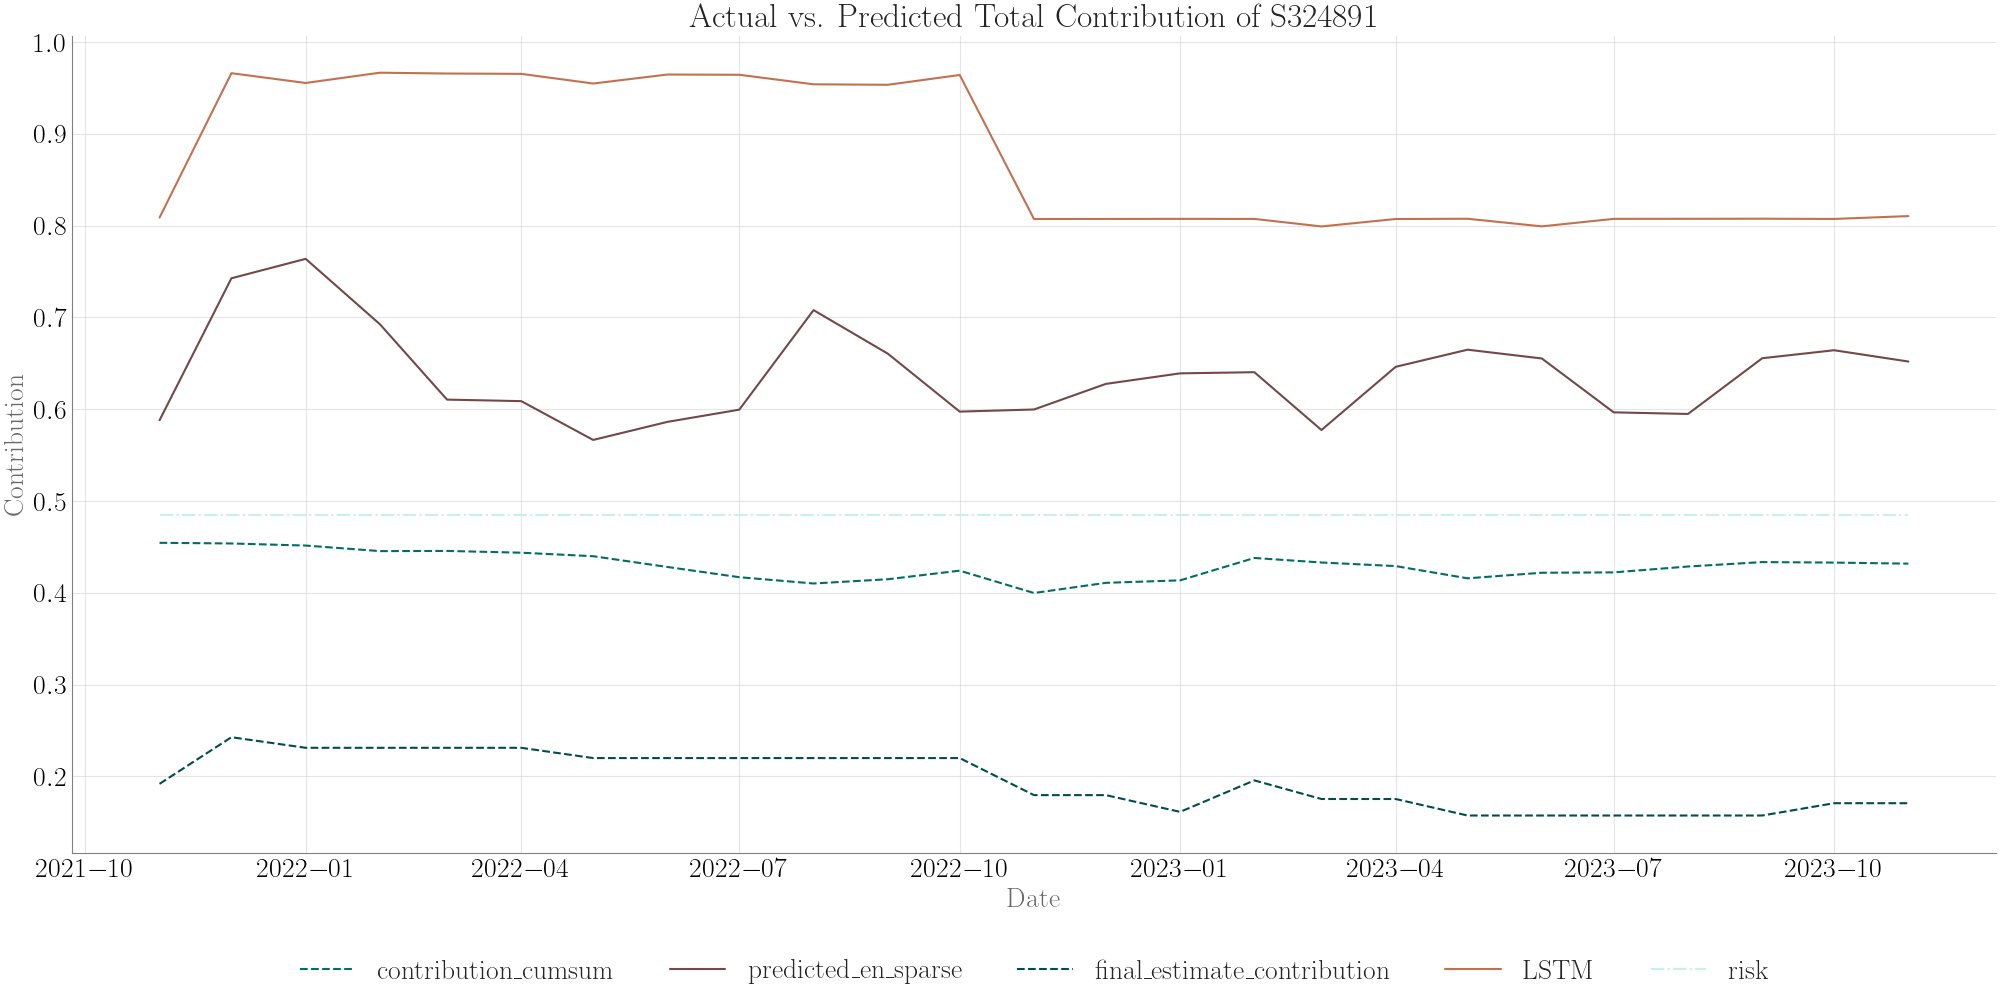 Actual vs. Predicted Total Contribution of S324891
1.0
0.9
0.8
0.7
0.6
0.5
0.4
0.3
0.2
Contribution
2021−10 2022−01 2022−04 2022−07 2022−10 2023−01 2023−04 2023−07 2023−10
Date
contribution_cumsum predicted_en_sparse final_estimate_contribution LSTM risk